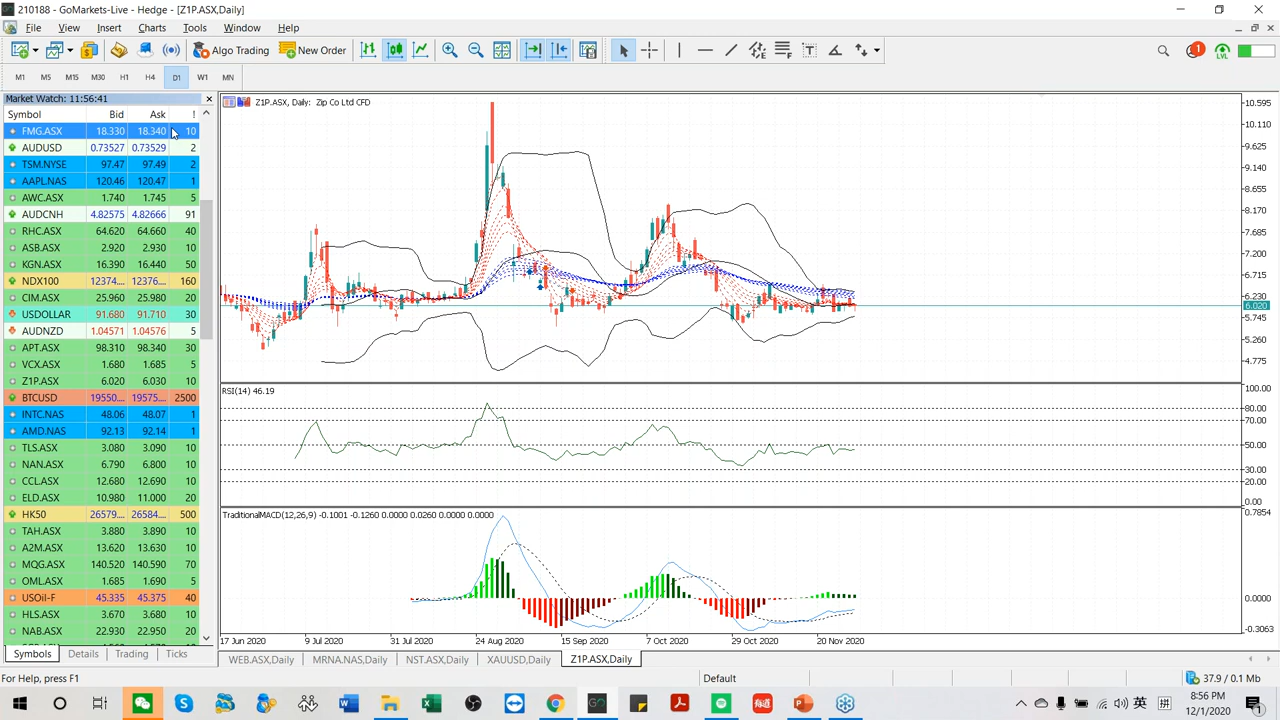 210188 - GoMarkets-Live - Hedge - [Z1P.ASX,Daily]
File View Insert Charts Tools Window Help
Algo Trading New Order
1
LVL
M1 M5 M15 M30 H1 H4 D1 W1 MN
Market Watch: 11:56:41
Symbol Bid Ask !
FMG.ASX 18.330 18.340 10
AUDUSD 0.73527 0.73529 2
TSM.NYSE 97.47 97.49 2
AAPL.NAS 120.46 120.47 1
AWC.ASX 1.740 1.745 5
AUDCNH 4.82575 4.82666 91
RHC.ASX 64.620 64.660 40
ASB.ASX 2.920 2.930 10
KGN.ASX 16.390 16.440 50
NDX100 12374.... 12376.... 160
CIM.ASX 25.960 25.980 20
USDOLLAR 91.680 91.710 30
AUDNZD 1.04571 1.04576 5
APT.ASX 98.310 98.340 30
VCX.ASX 1.680 1.685 5
Z1P.ASX 6.020 6.030 10
BTCUSD 19550.... 19575.... 2500
INTC.NAS 48.06 48.07 1
AMD.NAS 92.13 92.14 1
TLS.ASX 3.080 3.090 10
NAN.ASX 6.790 6.800 10
CCL.ASX 12.680 12.690 10
ELD.ASX 10.980 11.000 20
HK50 26579.... 26584.... 500
TAH.ASX 3.880 3.890 10
A2M.ASX 13.620 13.630 10
MQG.ASX 140.520 140.590 70
OML.ASX 1.685 1.690 5
USOil-F 45.335 45.375 40
HLS.ASX 3.670 3.680 10
NAB.ASX 22.930 22.950 20
Symbols Details Trading Ticks
Z1P.ASX, Daily: Zip Co Ltd CFD
10.595
10.110
9.625
9.140
8.655
8.170
7.685
7.200
6.715
6.230
6.020
5.745
5.260
4.775
RSI(14) 46.19
100.00
80.00
70.00
50.00
30.00
20.00
0.00
TraditionalMACD(12,26,9) -0.1001 -0.1260 0.0000 0.0260 0.0000 0.0000
0.7854
0.0000
-0.3063
17 Jun 2020 9 Jul 2020 31 Jul 2020 24 Aug 2020 15 Sep 2020 7 Oct 2020 29 Oct 2020 20 Nov 2020
WEB.ASX,Daily MRNA.NAS,Daily NST.ASX,Daily XAUUSD,Daily Z1P.ASX,Daily
For Help, press F1 Default 37.9 / 0.1 Mb
英 拼
8:56 PM
12/1/2020
1